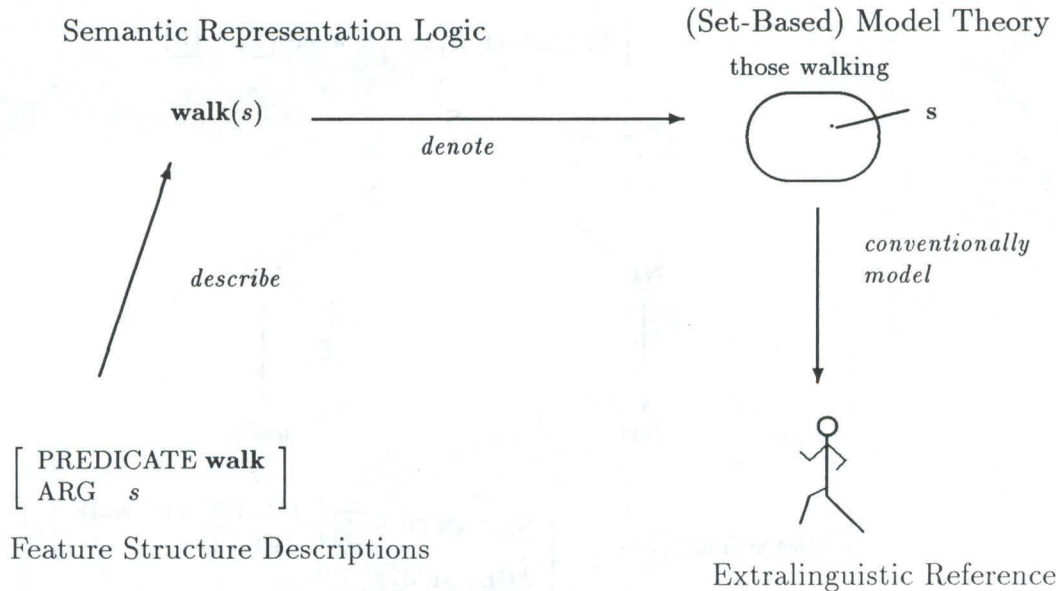 Semantic Representation Logic
(Set-Based) Model Theory
those walking
walk(s)
s
denote
conventionally
model
describe
[ PREDICATE walk ]
[ ARG s ]
Feature Structure Descriptions
Extralinguistic Reference